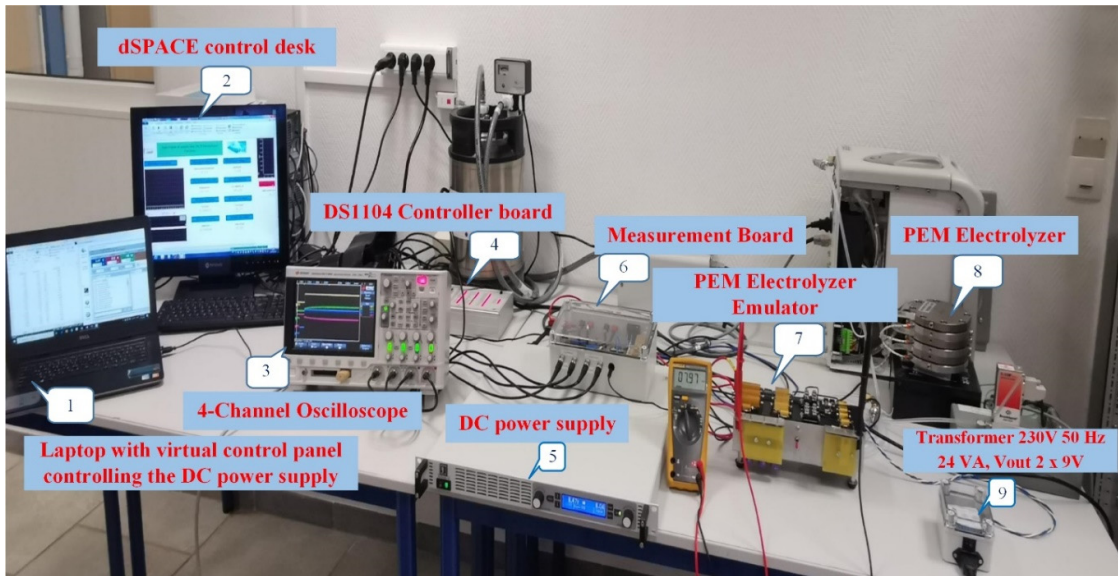 dSPACE control desk
2
DS1104 Controller board
4
Measurement Board
6
PEM Electrolyzer
8
PEM Electrolyzer
Emulator
7
3
1
4-Channel Oscilloscope
DC power supply
5
Laptop with virtual control panel
controlling the DC power supply
Transformer 230V 50 Hz
24 VA, Vout 2 x 9V
9